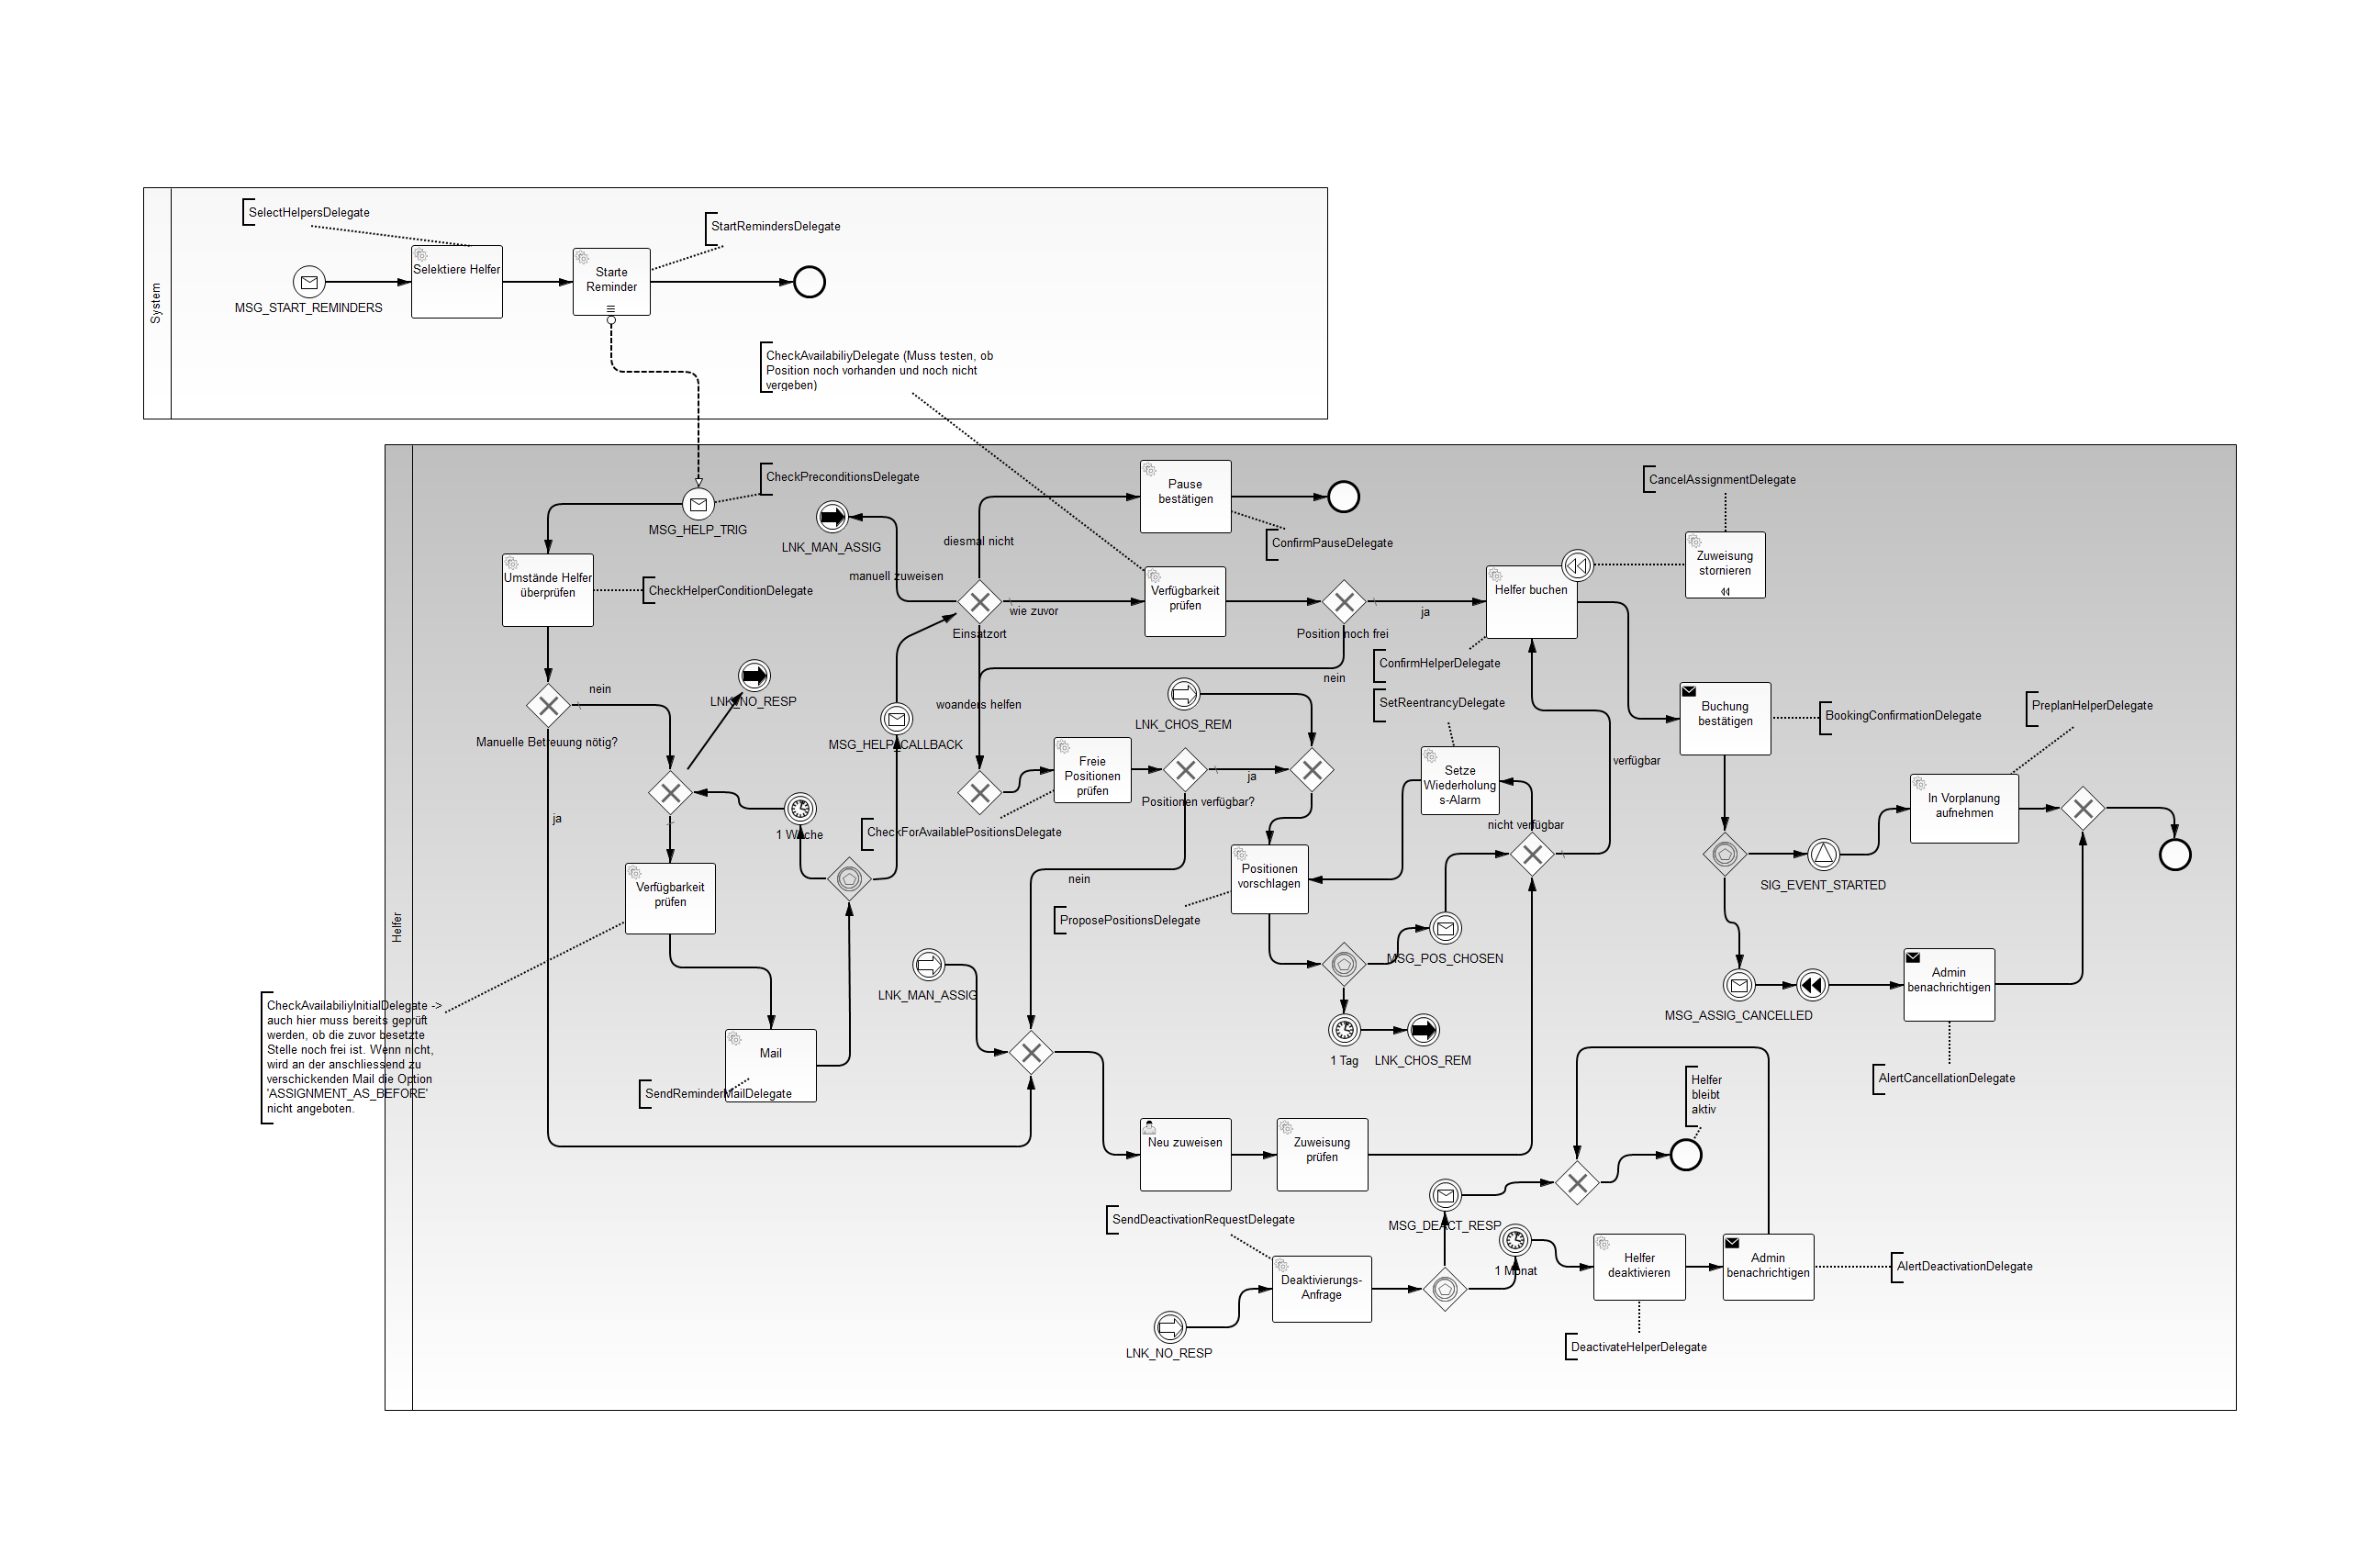 System
SelectHelpersDelegate
StartRemindersDelegate
Selektiere Helfer
Starte
Reminder
MSG_START_REMINDERS
CheckAvailabiliyDelegate (Muss testen, ob
Position noch vorhanden und noch nicht
vergeben)
Helfer
CheckPreconditionsDelegate
MSG_HELP_TRIG
LNK_MAN_ASSIG
diesmal nicht
Pause
bestätigen
ConfirmPauseDelegate
CancelAssignmentDelegate
Zuweisung
stornieren
Umstände Helfer
überprüfen
CheckHelperConditionDelegate
manuell zuweisen
wie zuvor
Einsatzort
Verfügbarkeit
prüfen
Position noch frei
ja
nein
Helfer buchen
ConfirmHelperDelegate
nein
Manuelle Betreuung nötig?
ja
LNK_NO_RESP
MSG_HELP_CALLBACK
woanders helfen
LNK_CHOS_REM
SetReentrancyDelegate
Setze
Wiederholung
s-Alarm
nicht verfügbar
verfügbar
Buchung
bestätigen
BookingConfirmationDelegate
PreplanHelperDelegate
1 Woche
CheckForAvailablePositionsDelegate
Freie
Positionen
prüfen
Positionen verfügbar?
ja
nein
In Vorplanung
aufnehmen
SIG_EVENT_STARTED
Verfügbarkeit
prüfen
Positionen
vorschlagen
ProposePositionsDelegate
MSG_POS_CHOSEN
LNK_MAN_ASSIG
1 Tag
LNK_CHOS_REM
MSG_ASSIG_CANCELLED
Admin
benachrichtigen
AlertCancellationDelegate
CheckAvailabiliyInitialDelegate ->
auch hier muss bereits geprüft
werden, ob die zuvor besetzte
Stelle noch frei ist. Wenn nicht,
wird an der anschliessend zu
verschickenden Mail die Option
'ASSIGNMENT_AS_BEFORE'
nicht angeboten.
Mail
SendReminderMailDelegate
Helfer
bleibt
aktiv
Neu zuweisen
Zuweisung
prüfen
SendDeactivationRequestDelegate
MSG_DEACT_RESP
1 Monat
Deaktivierungs-
Anfrage
Helfer
deaktivieren
Admin
benachrichtigen
AlertDeactivationDelegate
LNK_NO_RESP
DeactivateHelperDelegate